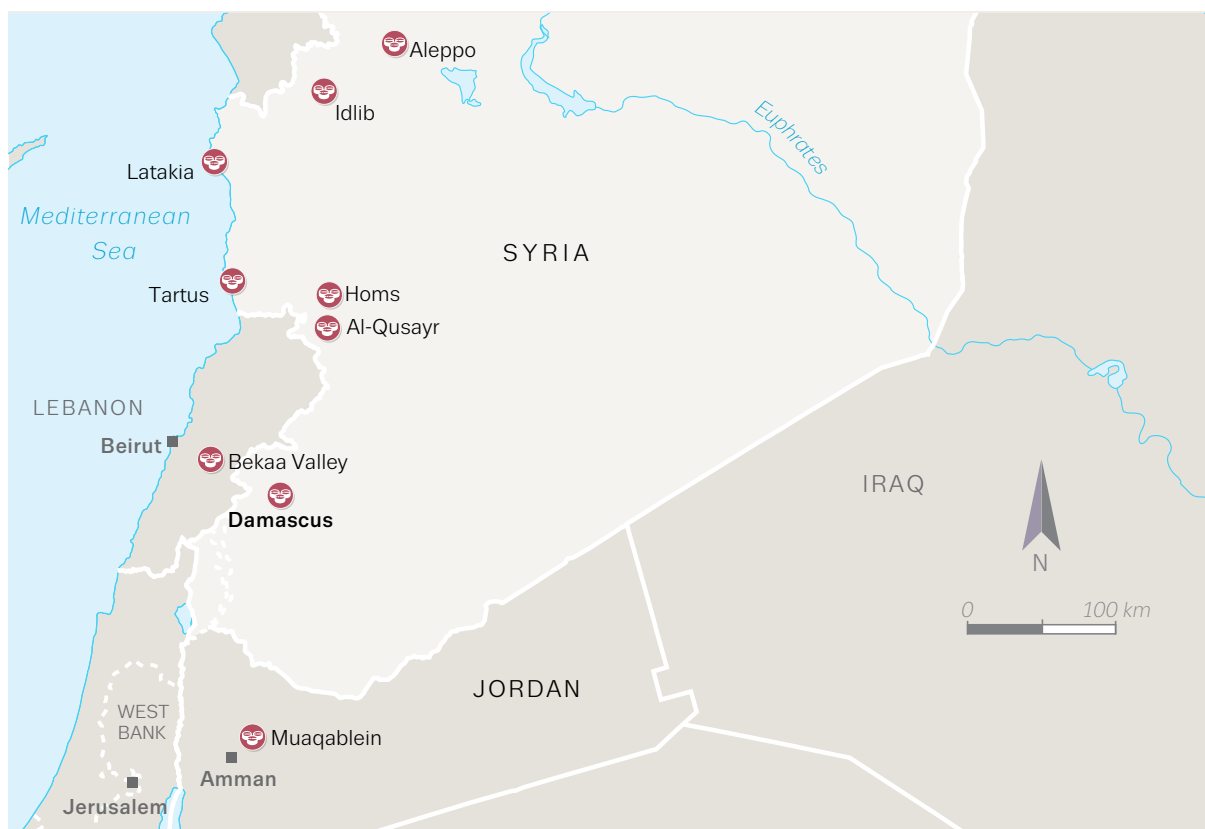 Aleppo
Idlib
Euphrates
Latakia
Mediterranean
Sea
SYRIA
Tartus
Homs
Al-Qusayr
LEBANON
Beirut
Bekaa Valley
IRAQ
Damascus
N
0 100 km
JORDAN
WEST
BANK
Muaqablein
Amman
Jerusalem